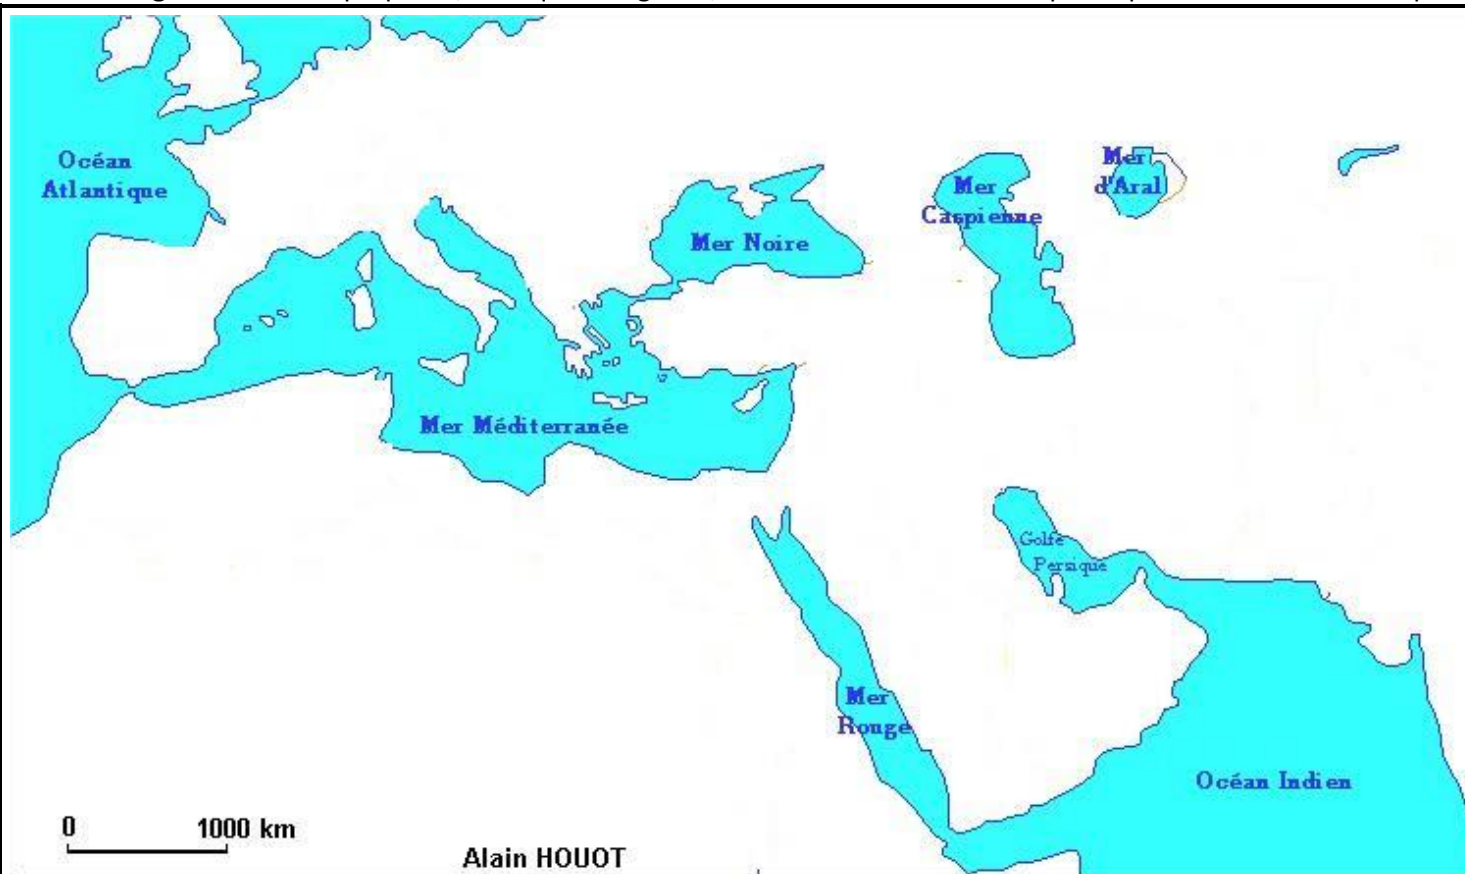 Océan
Atlantique
Mer
d'Aral
Mer
Caspienne
Mer Noire
Mer Méditerranée
Golfe
Persique
Mer
Rouge
Océan Indien
0 1000 km
Alain HOUOT